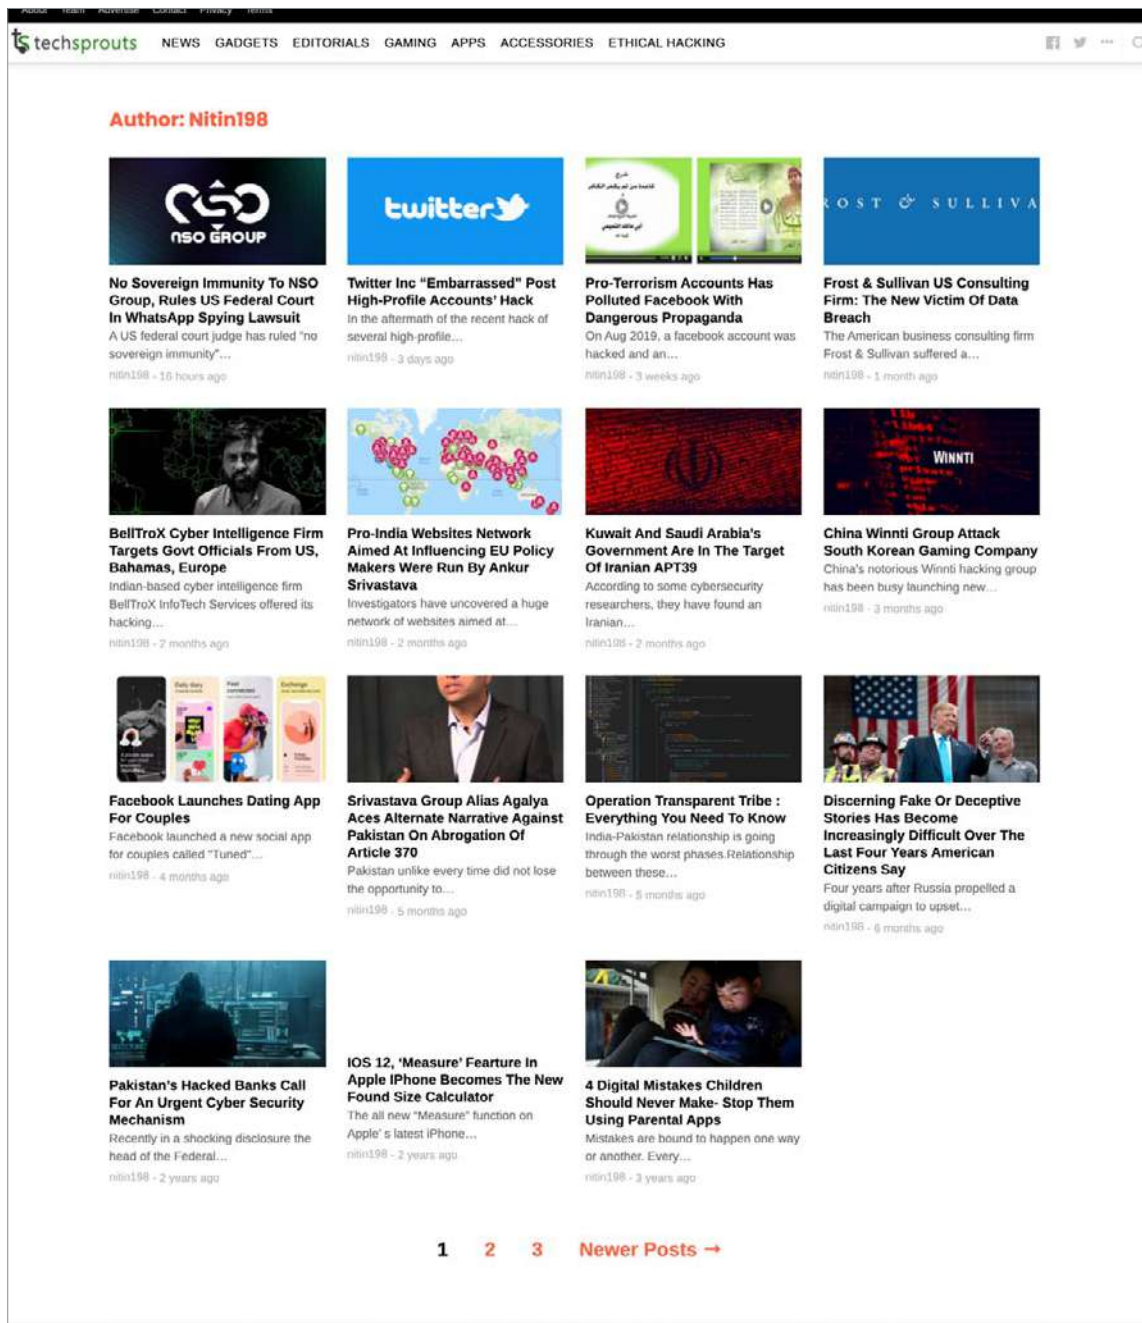 About Team Advertise Contact Privacy Terms
techsprouts NEWS GADGETS EDITORIALS GAMING APPS ACCESSORIES ETHICAL HACKING
Author: Nitin198
NSO GROUP
twitter
ROST & SULLIVA
No Sovereign Immunity To NSO
Group, Rules US Federal Court
In WhatsApp Spying Lawsuit
A US federal court judge has ruled "no
sovereign immunity"...
nitin198 - 16 hours ago
Twitter Inc “Embarrassed” Post
High-Profile Accounts’ Hack
In the aftermath of the recent hack of
several high-profile...
nitin198 - 3 days ago
Pro-Terrorism Accounts Has
Polluted Facebook With
Dangerous Propaganda
On Aug 2019, a facebook account was
hacked and an...
nitin198 - 3 weeks ago
Frost & Sullivan US Consulting
Firm: The New Victim Of Data
Breach
The American business consulting firm
Frost & Sullivan suffered a...
nitin198 - 1 month ago
WINNTI
BellTroX Cyber Intelligence Firm
Targets Govt Officials From US,
Bahamas, Europe
Indian-based cyber intelligence firm
BellTroX InfoTech Services offered its
hacking...
nitin198 - 2 months ago
Pro-India Websites Network
Aimed At Influencing EU Policy
Makers Were Run By Ankur
Srivastava
Investigators have uncovered a huge
network of websites aimed at...
nitin198 - 2 months ago
Kuwait And Saudi Arabia's
Government Are In The Target
Of Iranian APT39
According to some cybersecurity
researchers, they have found an
Iranian...
nitin198 - 2 months ago
China Winnti Group Attack
South Korean Gaming Company
China's notorious Winnti hacking group
has been busy launching new...
nitin198 - 3 months ago
Daily diary
Exchange
Facebook Launches Dating App
For Couples
Facebook launched a new social app
for couples called "Tuned"...
nitin198 - 4 months ago
Srivastava Group Alias Agalya
Aces Alternate Narrative Against
Pakistan On Abrogation Of
Article 370
Pakistan unlike every time did not lose
the opportunity to...
nitin198 - 5 months ago
Operation Transparent Tribe :
Everything You Need To Know
India-Pakistan relationship is going
through the worst phases.Relationship
between these...
nitin198 - 5 months ago
Discerning Fake Or Deceptive
Stories Has Become
Increasingly Difficult Over The
Last Four Years American
Citizens Say
Four years after Russia propelled a
digital campaign to upset...
nitin198 - 6 months ago
Pakistan's Hacked Banks Call
For An Urgent Cyber Security
Mechanism
Recently in a shocking disclosure the
head of the Federal...
nitin198 - 2 years ago
IOS 12, ‘Measure’ Fearture In
Apple IPhone Becomes The New
Found Size Calculator
The all new “Measure” function on
Apple’ s latest iPhone...
nitin198 - 2 years ago
4 Digital Mistakes Children
Should Never Make- Stop Them
Using Parental Apps
Mistakes are bound to happen one way
or another. Every...
nitin198 - 3 years ago
1 2 3 Newer Posts →